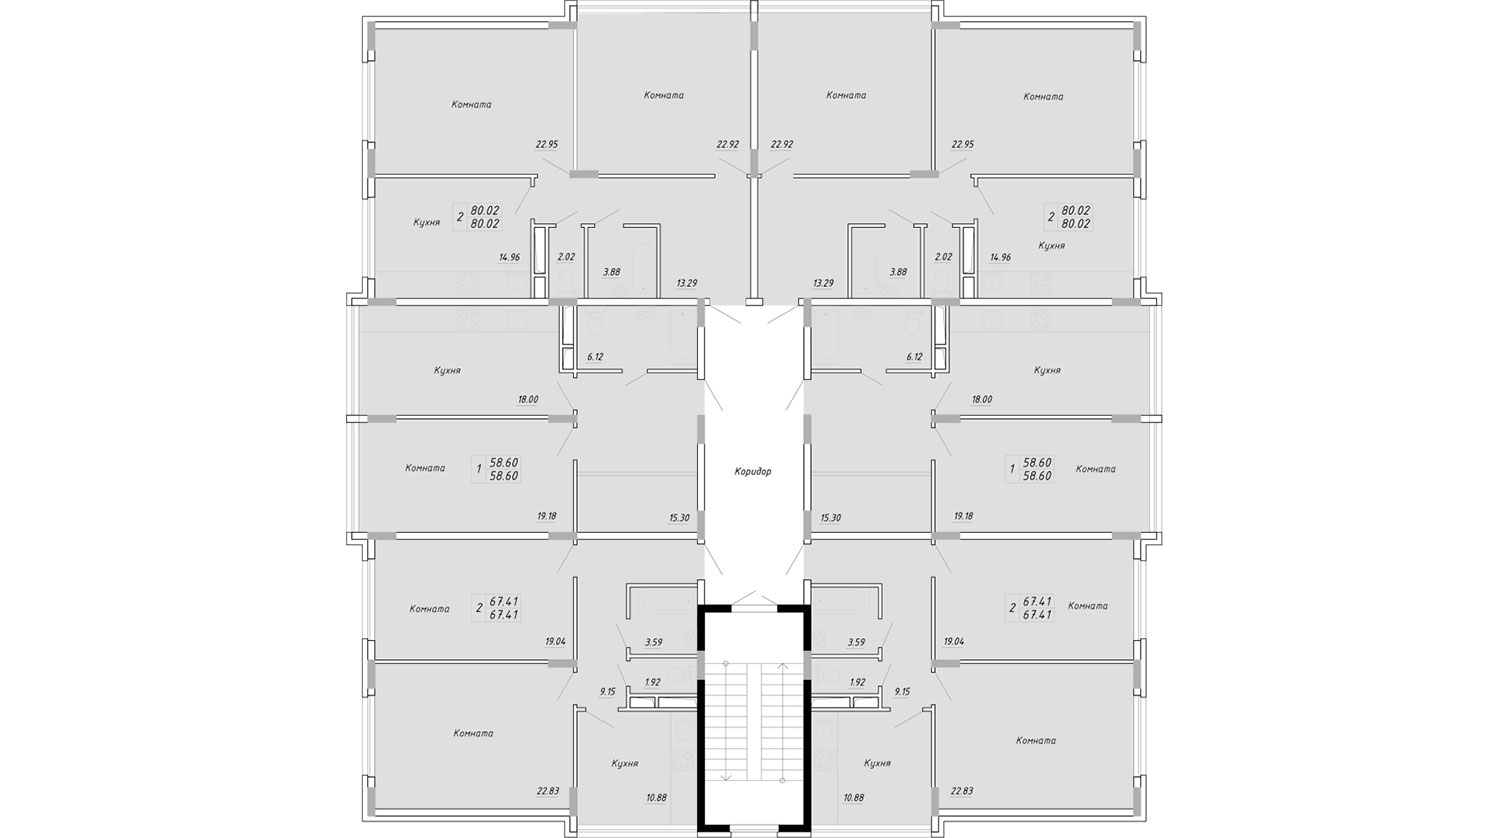 Комната
Комната
Комната
Комната
22.95
22.92
22.92
22.95
Кухня
2 80.02
80.02
14.96
2.02
3.88
13.29
13.29
3.88
2.02
14.96
2 80.02
80.02
Кухня
Кухня
18.00
6.12
6.12
Кухня
18.00
Комната
1 58.60
58.60
19.18
15.30
Коридор
15.30
19.18
1 58.60
58.60
Комната
Комната
2 67.41
67.41
19.04
3.59
3.59
19.04
2 67.41
67.41
Комната
1.92
9.15
1.92
9.15
Комната
22.83
Кухня
10.88
Кухня
10.88
Комната
22.83